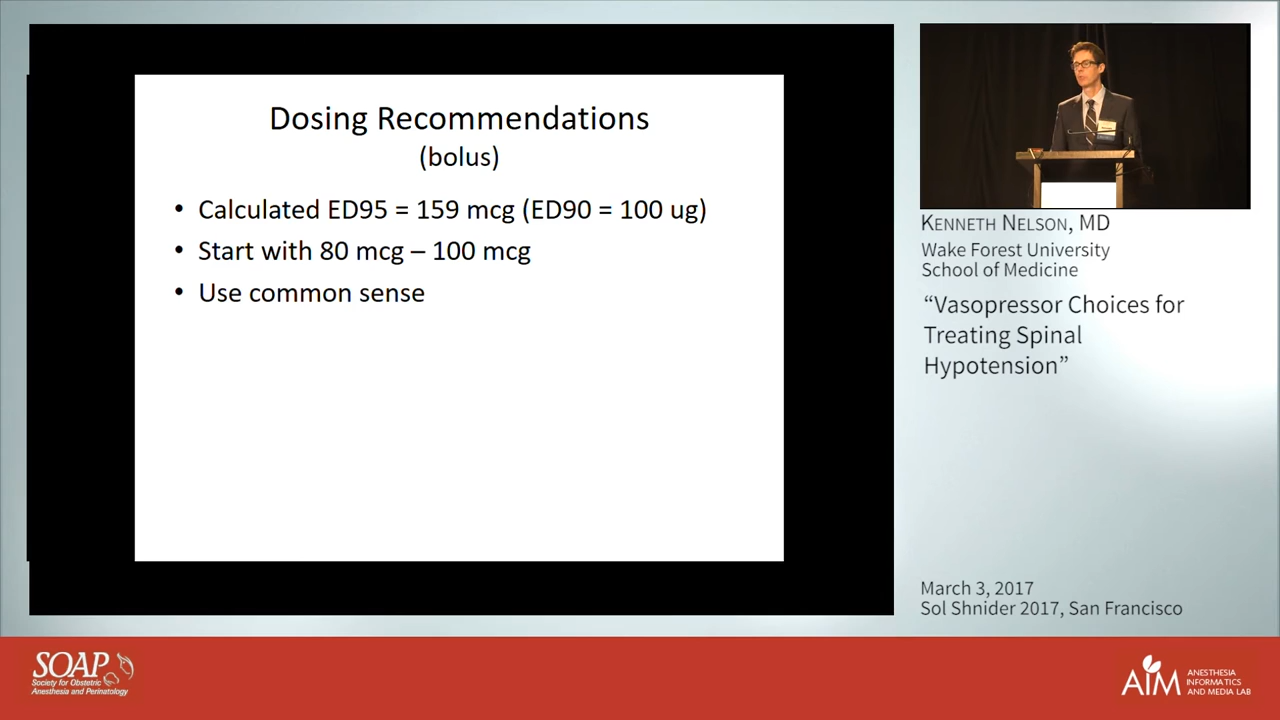 Dosing Recommendations
(bolus)
• Calculated ED95 = 159 mcg (ED90 = 100 ug)
• Start with 80 mcg – 100 mcg
• Use common sense
KENNETH NELSON, MD
Wake Forest University
School of Medicine
“Vasopressor Choices for
Treating Spinal
Hypotension”
March 3, 2017
Sol Shnider 2017, San Francisco
SOAP
Society for Obstetric
Anesthesia and Perinatology
AIM
ANESTHESIA
INFORMATICS
AND MEDIA LAB